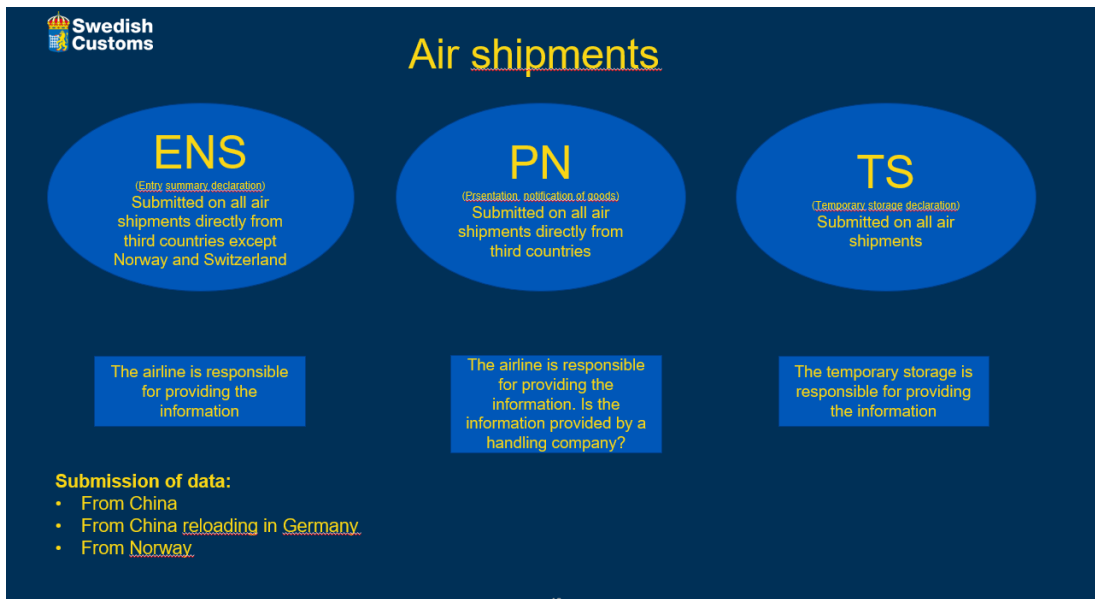 Swedish
Customs
Air shipments
ENS
(Entry summary declaration)
Submitted on all air
shipments directly from
third countries except
Norway and Switzerland
PN
(Prsentation notification of goods)
Submitted on all air
shipments directly from
third countries
TS
(Temporary storage declaration)
Submitted on all air
shipments
The airline is responsible
for providing the
information
The airline is responsible
for providing the
information. Is the
information provided by a
handling company?
The temporary storage is
responsible for providing
the information
Submission of data:
• From China
• From China reloading in Germany
• From Norway